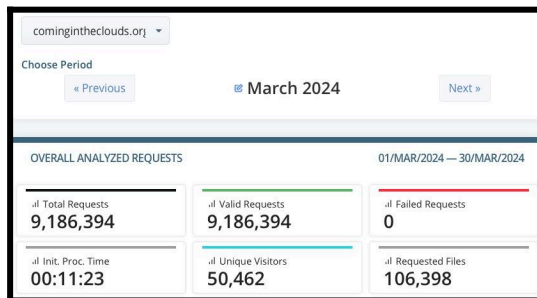 comingintheclouds.org
Choose Period
« Previous
March 2024
Next »
OVERALL ANALYZED REQUESTS
01/MAR/2024 — 30/MAR/2024
Total Requests
9,186,394
Valid Requests
9,186,394
Failed Requests
0
Init. Proc. Time
00:11:23
Unique Visitors
50,462
Requested Files
106,398